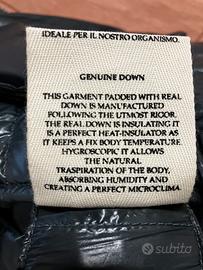 IDEALE PER IL NOSTRO ORGANISMO.
GENUINE DOWN
THIS GARMENT PADDED WITH REAL
DOWN IS MANUFACTURED
FOLLOWING THE UTMOST RIGOR.
THE REAL DOWN IS INSULATING IT
IS A PERFECT HEAT-INSULATOR AS
IT KEEPS A FIX BODY TEMPERATURE.
HYGROSCOPIC IT ALLOWS
THE NATURAL
TRASPIRATION OF THE BODY,
ABSORBING HUMIDITY AND
CREATING A PERFECT MICROCLIMA.
subito